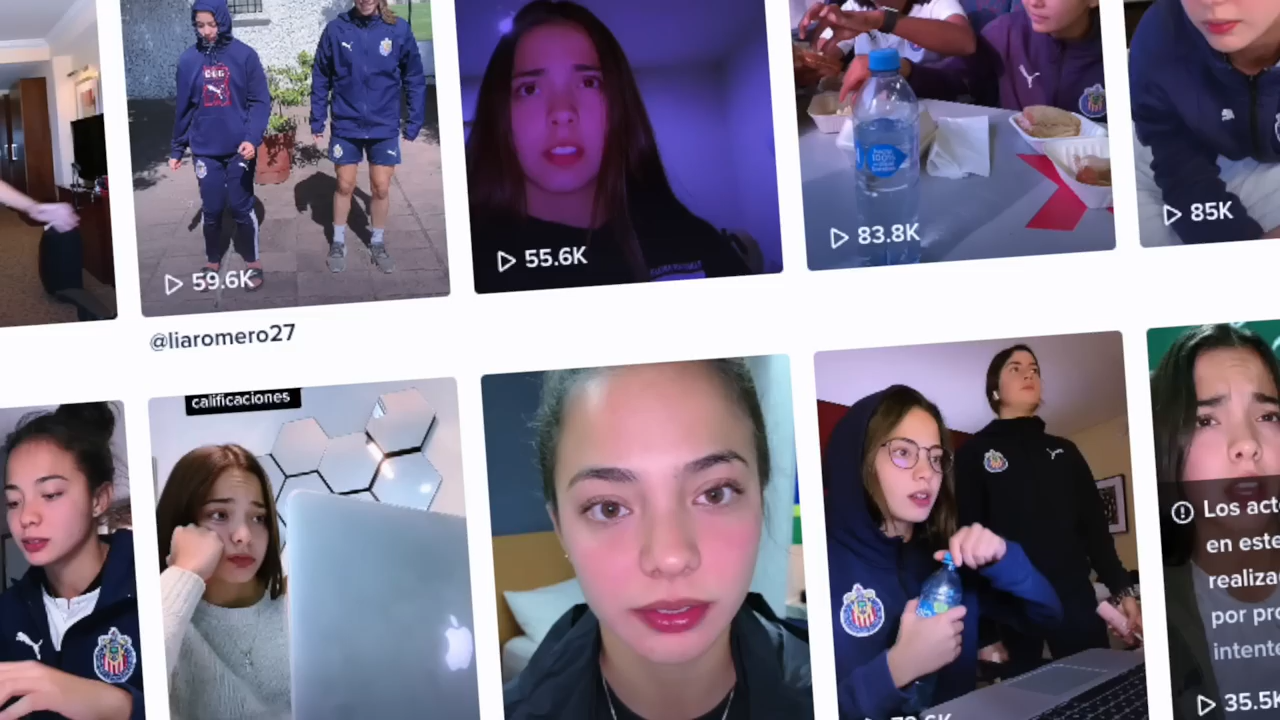 59.6K
55.6K
83.8K
85K
@liaromero27
calificaciones
Los act
en este
realiza
por pro
intente
35.5K